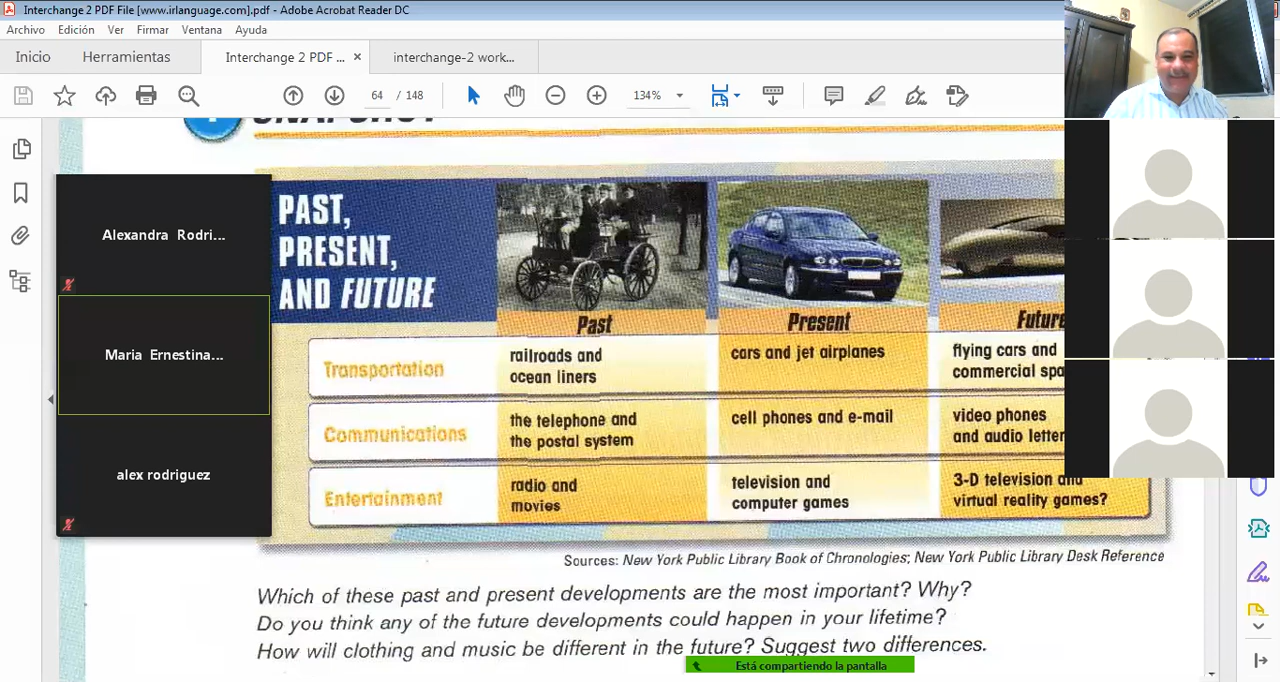 Interchange 2 PDF File [www.irlanguage.com].pdf - Adobe Acrobat Reader DC
Archivo Edición Ver Firmar Ventana Ayuda
Inicio Herramientas Interchange 2 PDF ... × interchange-2 work...
64 / 148 134%
SNAPSHOT
PAST,
PRESENT,
AND FUTURE
Past Present Future
Transportation railroads and cars and jet airplanes flying cars and
ocean liners commercial spa
Communications the telephone and cell phones and e-mail video phones
the postal system and audio letter
Entertainment radio and television and 3-D television and
movies computer games virtual reality games?
Alexandra Rodri...
Maria Ernestina...
alex rodriguez
Sources: New York Public Library Book of Chronologies; New York Public Library Desk Reference
Which of these past and present developments are the most important? Why?
Do you think any of the future developments could happen in your lifetime?
How will clothing and music be different in the future? Suggest two differences.
Está compartiendo la pantalla